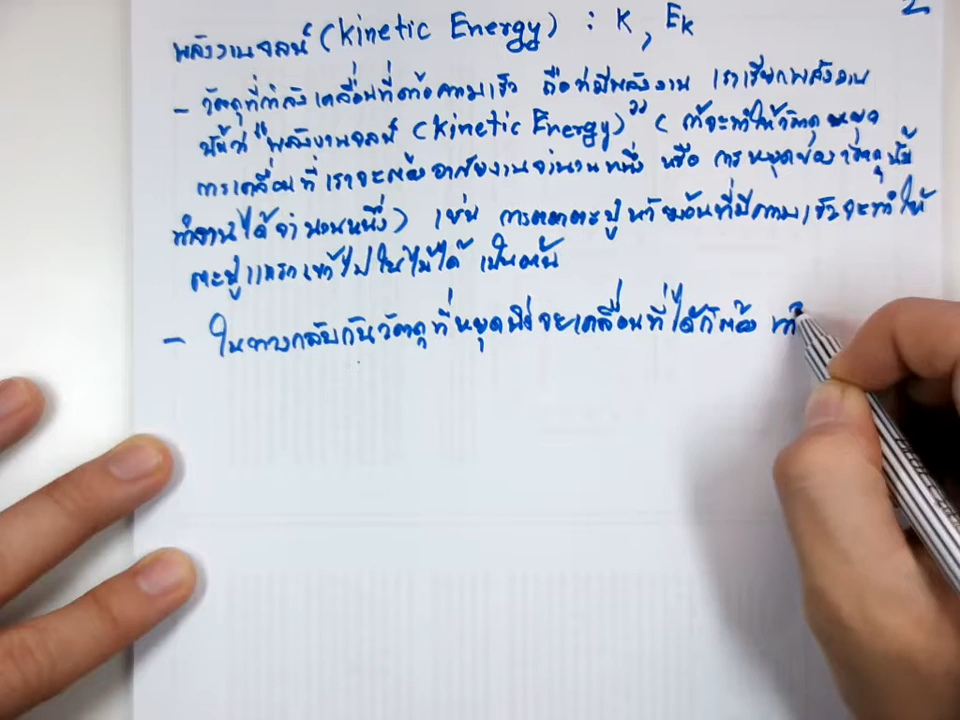 2
พลังงานจลน์ (Kinetic Energy) : K, Ek
- วัตถุที่กำลังเคลื่อนที่ด้วยความเร็ว ถือว่ามีพลังงาน เราเรียกพลังงาน
นี้ว่า "พลังงานจลน์ (Kinetic Energy)" (ถ้าจะทำให้วัตถุหยุด
การเคลื่อนที่เราจะต้องอาศัยงานจำนวนหนึ่ง หรือ การหยุดของวัตถุนั้น
ทำงานได้จำนวนหนึ่ง) เช่น การตอกตะปู หัวค้อนที่มีความเร็วจะทำให้
ตะปูแทรกเข้าไปในไม้ได้ เป็นต้น
- ในทางกลับกันวัตถุที่หยุดนิ่งจะเคลื่อนที่ได้ก็ต้อง